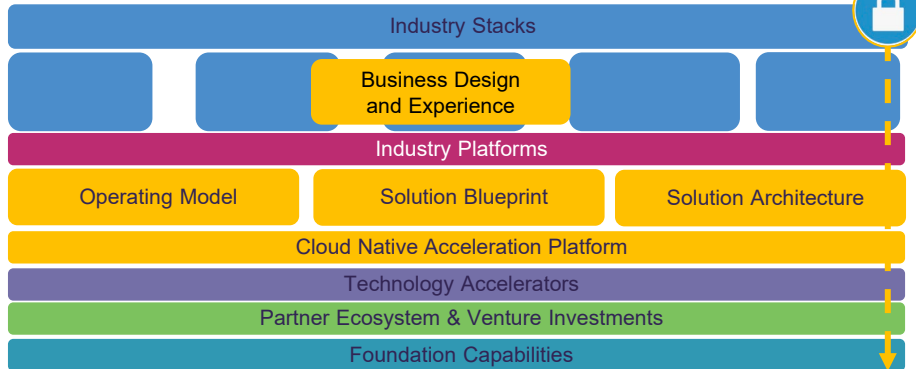 Industry Stacks
Business Design
and Experience
Industry Platforms
Operating Model
Solution Blueprint
Solution Architecture
Cloud Native Acceleration Platform
Technology Accelerators
Partner Ecosystem & Venture Investments
Foundation Capabilities